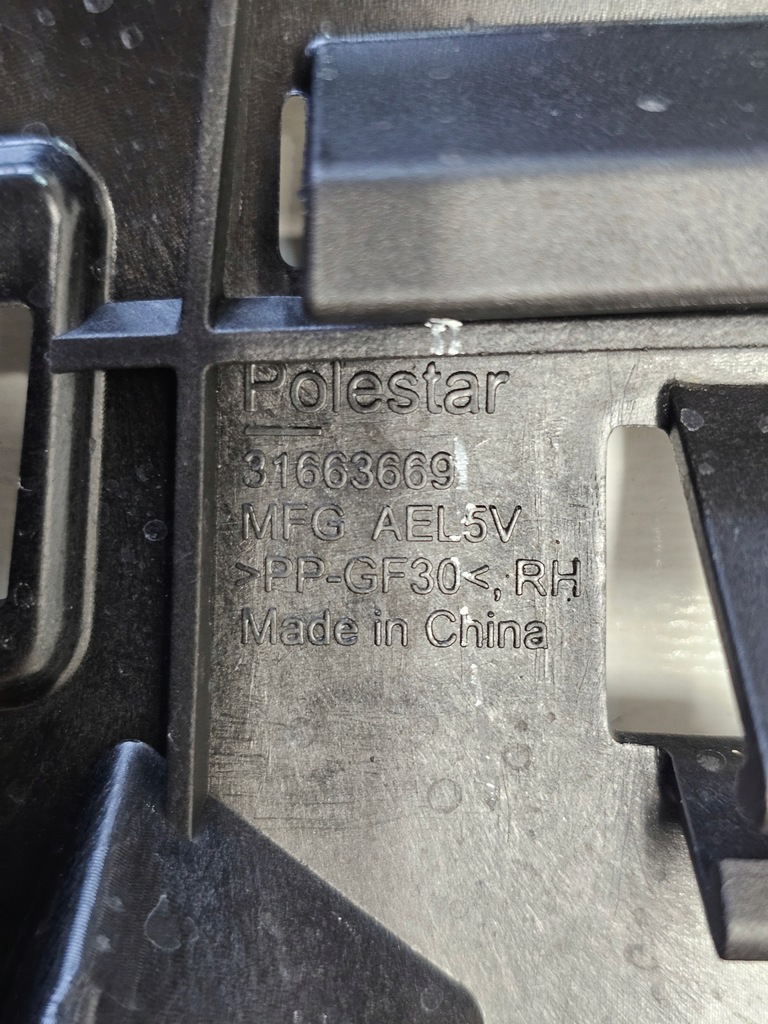 Polestar
31663669
MFG AEL5V
>PP-GF30<, RH
Made in China